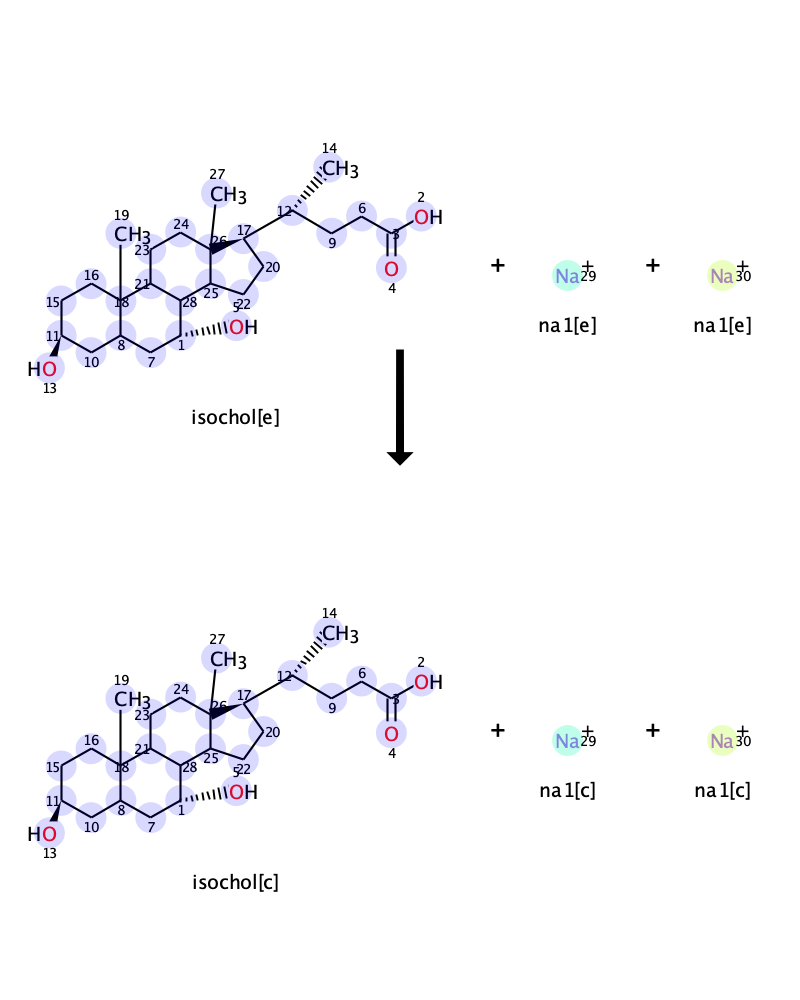 14
CH3
27
CH3
2
OH
12
6
19
CH3
24
17
3
26
23
9
O
4
20
16
21
25
5
22
15
18
28
OH
11
8
1
10
7
HO
13
isochol[e]
+
Na+
29
na1[e]
+
Na+
30
na1[e]
14
CH3
27
CH3
2
OH
12
6
19
CH3
24
17
3
26
23
9
O
4
20
16
21
25
5
22
15
18
28
OH
11
8
1
10
7
HO
13
isochol[c]
+
Na+
29
na1[c]
+
Na+
30
na1[c]